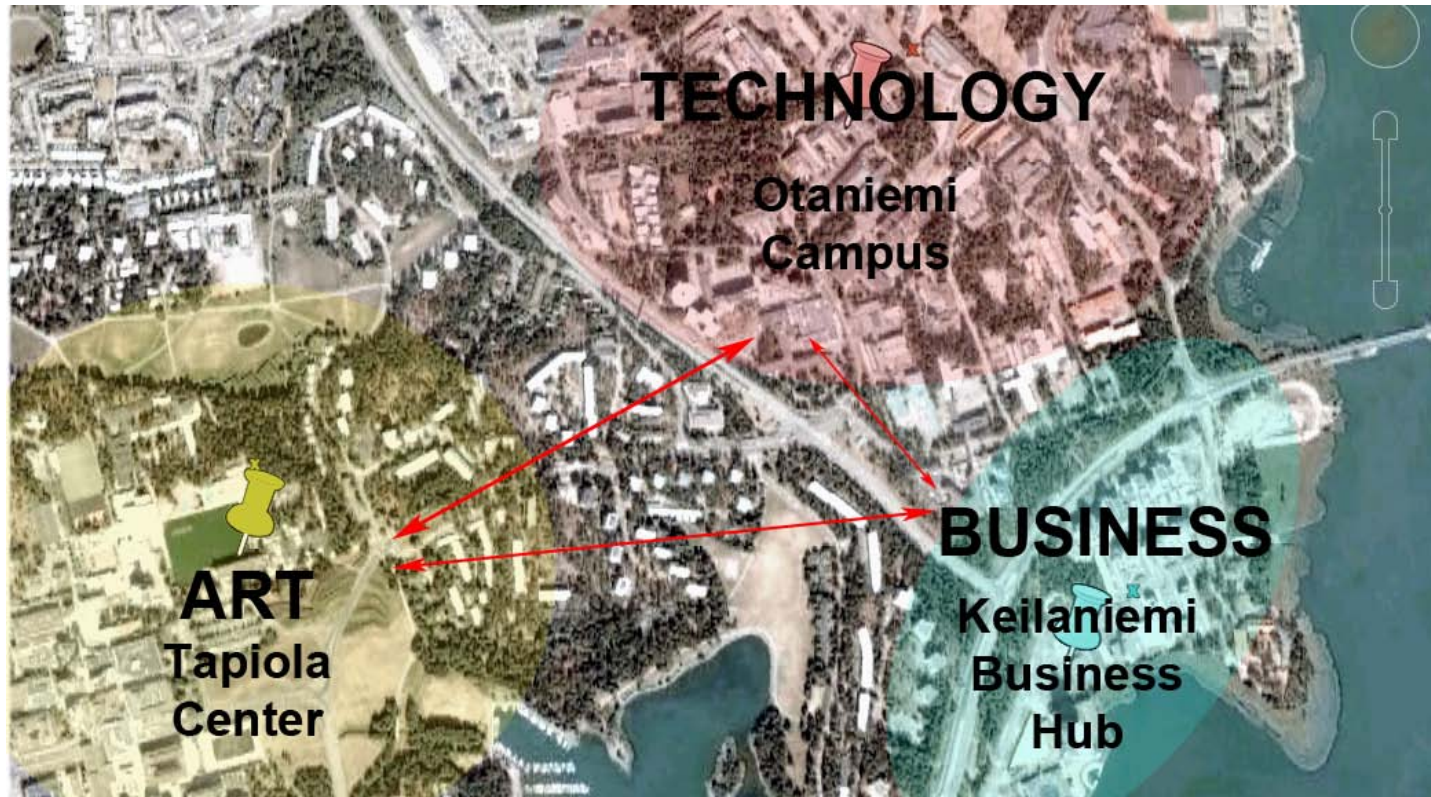 TECHNOLOGY
Otaniemi
Campus
ART
Tapiola
Center
BUSINESS
Keilaniemi
Business
Hub